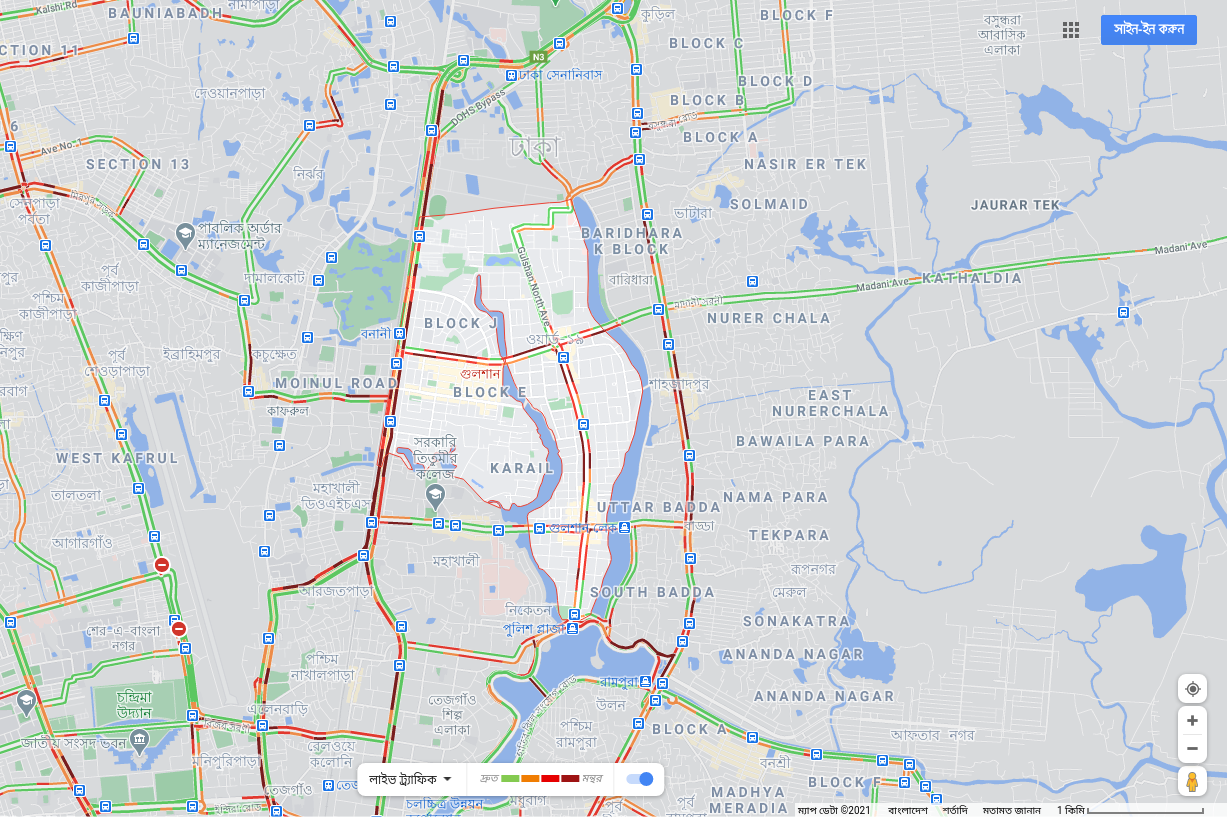 Kalshi Rd
BAUNIABADH
নামাপাড়া
কুড়িল
BLOCK F
বসুন্ধরা
আবাসিক
এলাকা
সাইন-ইন করুন
BLOCK C
N3
ঢাকা সেনানিবাস
BLOCK D
দেওয়ানপাড়া
DOHS Bypass
BLOCK B
6
Ave No 1
BLOCK A
ঢাকা
SECTION 13
নির্ঝর
NASIR ER TEK
সেনপাড়া
পর্বতা
SOLMAID
JAURAR TEK
ভাটারা
পাবলিক অর্ডার
ম্যানেজমেন্ট
BARIDHARA
K BLOCK
Gulshan North Ave
Madani Ave
পূর্ব
কাজীপাড়া
দামালকোট
বারিধারা
KATHALDIA
Madani Ave
পশ্চিম
কাজীপাড়া
BLOCK J
NURER CHALA
বনানী
পূর্ব
শেওড়াপাড়া
ইব্রাহিমপুর
কচুক্ষেত
গুলশান
MOINUL ROAD
BLOCK E
শাহজাদপুর
EAST
NURERCHALA
কাফরুল
BAWAILA PARA
সরকারি
তিতুমীর
কলেজ
WEST KAFRUL
KARAIL
তালতলা
মহাখালী
ডিওএইচএস
NAMA PARA
UTTAR BADDA
গুলশান লেক
বাড্ডা
TEKPARA
আগারগাঁও
মহাখালী
রূপনগর
আরজতপাড়া
SOUTH BADDA
মেরুল
নিকেতন
পুলিশ প্লাজা
SONAKATRA
শের-এ-বাংলা
নগর
ANANDA NAGAR
পশ্চিম
নাখালপাড়া
রামপুরা
ANANDA NAGAR
চন্দ্রিমা
উদ্যান
এলেনবাড়ি
তেজগাঁও
শিল্প
এলাকা
উলন
পশ্চিম
রামপুরা
BLOCK A
আফতাব নগর
জাতীয় সংসদ ভবন
মনিপুরিপাড়া
রেলওয়ে
কলোনি
বনশ্রী
BLOCK F
লাইভ ট্র্যাফিক
দ্রুত
মন্থর
তেজগাঁও
চলচ্চিত্র উন্নয়ন
MADHYA
MERADIA
ম্যাপ ডেটা ©2021
বাংলাদেশ
শর্তাদি
মতামত জানান
1 কিমি